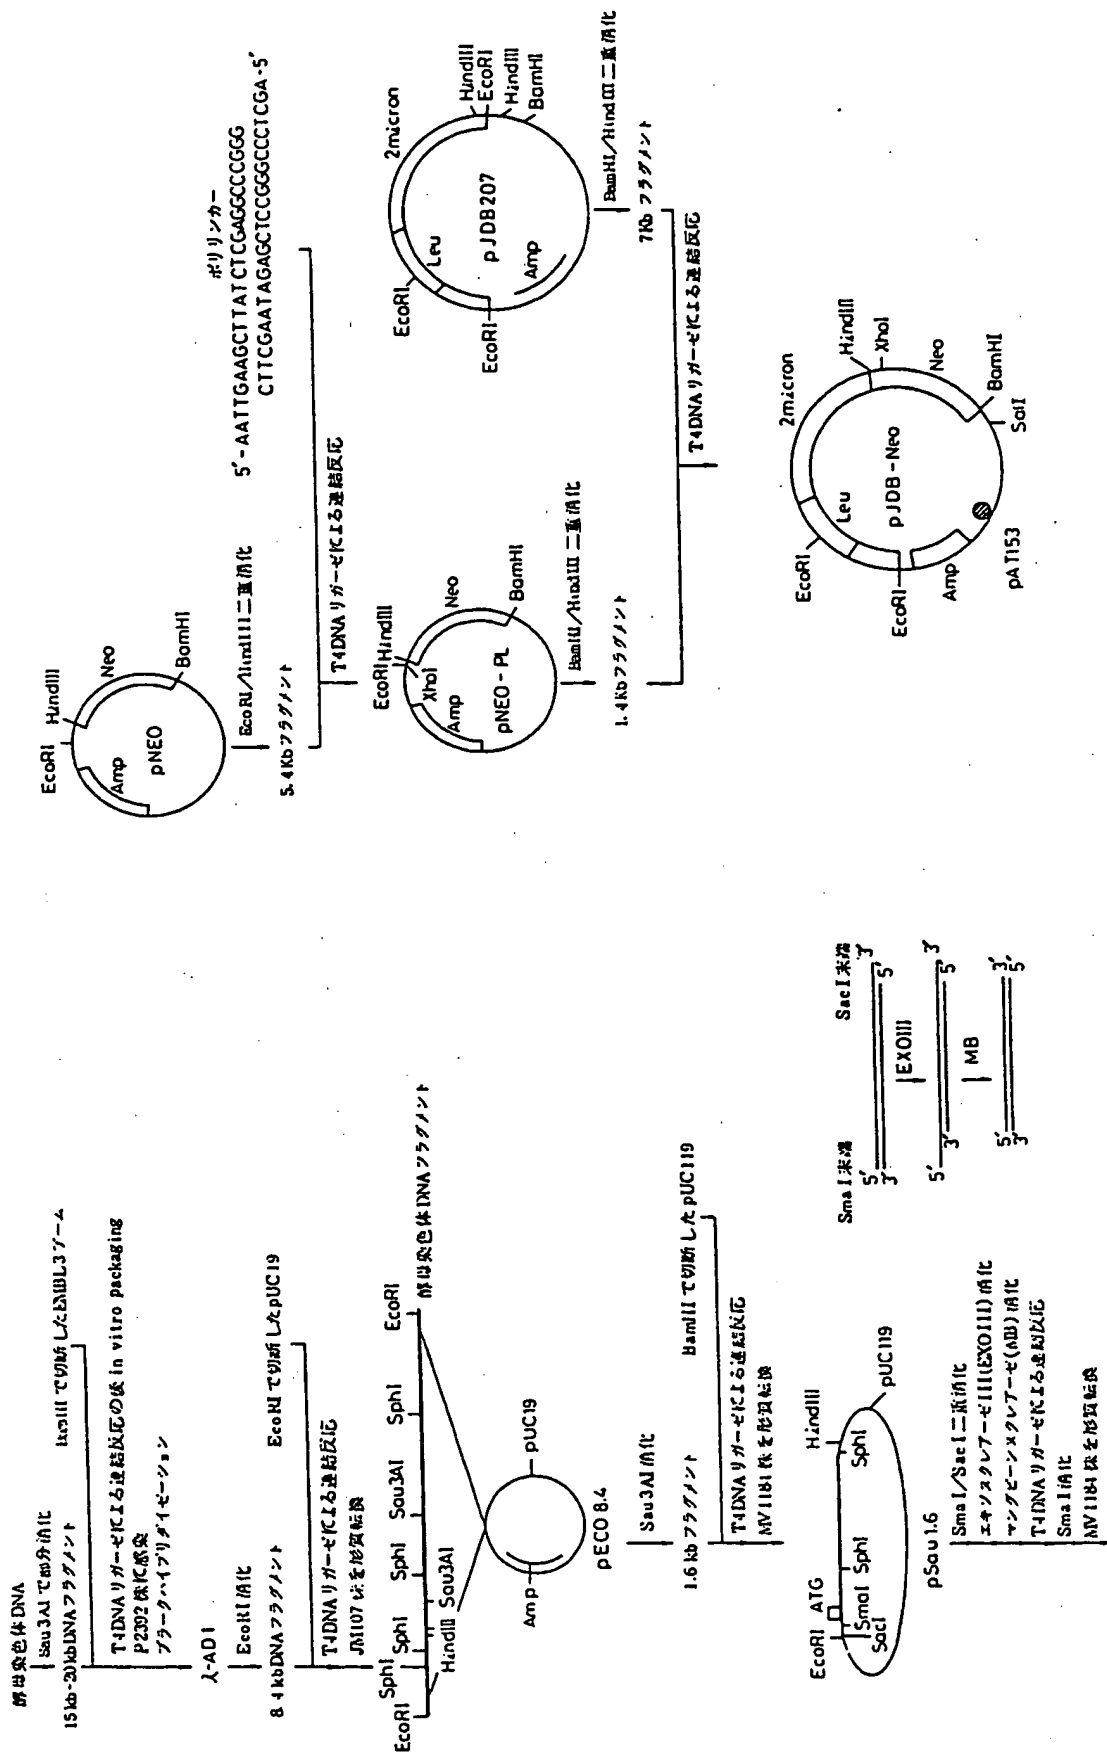 酵母染色体DNA
Sau3AIで部分消化
15kb-20kbDNAフラグメント
BamHIで切断したEMBL3アーム
T4DNAリガーゼによる連結反応の後 in vitro packaging
P2392株に感染
プラークハイブリダイゼーション
λ-AD1
EcoRI消化
8.4kbDNAフラグメント
EcoRIで切断したpUC19
T4DNAリガーゼによる連結反応
JM107株を形質転換
EcoRI
SphI
SphI
HindIII
Sau3AI
SphI
Sau3AI
SphI
EcoRI
酵母染色体DNAフラグメント
Amp
pUC19
pECO8.4
Sau3AI消化
1.6kbフラグメント
BamHIで切断したpUC119
T4DNAリガーゼによる連結反応
MV1184株を形質転換
EcoRI
ATG
SmaI
SacI
SphI
HindIII
SphI
pUC119
pSau1.6
SmaI/SacI二重消化
エキソヌクレアーゼIII(EXOIII)消化
マングビーンヌクレアーゼ(MB)消化
T4DNAリガーゼによる連結反応
SmaI消化
MV1184株を形質転換
SmaI末端
SacI末端
5′
3′
3′
5′
EXOIII
5′
3′
3′
5′
MB
5′
3′
3′
5′
EcoRI
HindIII
Neo
BamHI
Amp
pNEO
EcoRI/HindIII二重消化
5.4Kbフラグメント
ポリリンカー
5′-AATTGAAGCTTATCTCGAGGCCCGGG
CTTCGAATAGAGCTCCGGGCCCTCGA-5′
T4DNAリガーゼによる連結反応
EcoRI
HindIII
XhoI
Neo
BamHI
Amp
pNEO-PL
BamHI/HindIII二重消化
1.4Kbフラグメント
2micron
HindIII
EcoRI
HindIII
BamHI
EcoRI
Leu
EcoRI
Amp
pJDB207
BamHI/HindIII二重消化
7Kbフラグメント
T4DNAリガーゼによる連結反応
2micron
HindIII
XhoI
Neo
BamHI
SalI
EcoRI
Leu
EcoRI
Amp
pJDB-Neo
pAT153